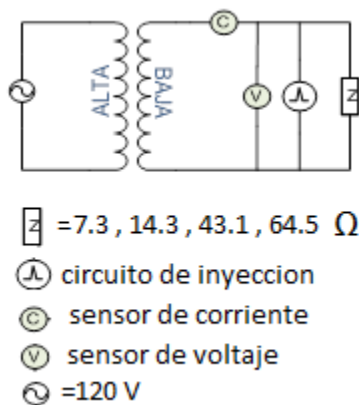 C
ALTA
BAJA
V
Z
Z =7.3 , 14.3 , 43.1 , 64.5 Ω
circuito de inyeccion
C sensor de corriente
V sensor de voltaje
=120 V